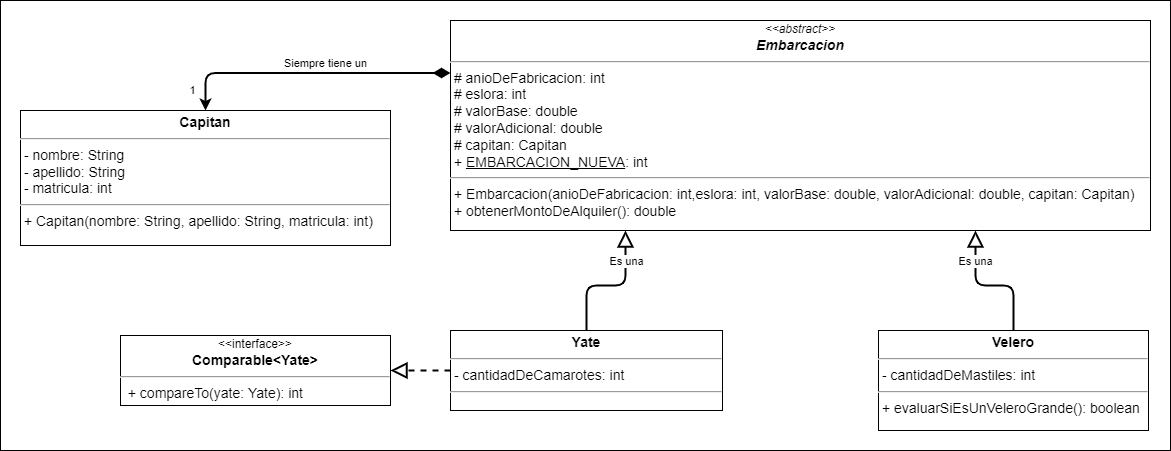 <<abstract>>
Embarcacion
# anioDeFabricacion: int
# eslora: int
# valorBase: double
# valorAdicional: double
# capitan: Capitan
+ EMBARCACION_NUEVA: int
+ Embarcacion(anioDeFabricacion: int,eslora: int, valorBase: double, valorAdicional: double, capitan: Capitan)
+ obtenerMontoDeAlquiler(): double
Siempre tiene un
1
Capitan
- nombre: String
- apellido: String
- matricula: int
+ Capitan(nombre: String, apellido: String, matricula: int)
Es una
Es una
<<interface>>
Comparable<Yate>
+ compareTo(yate: Yate): int
Yate
- cantidadDeCamarotes: int
Velero
- cantidadDeMastiles: int
+ evaluarSiEsUnVeleroGrande(): boolean